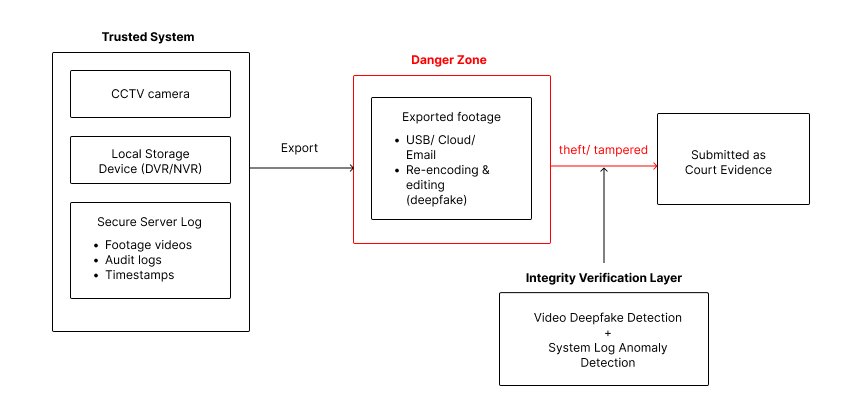 Trusted System
CCTV camera
Local Storage
Device (DVR/NVR)
Secure Server Log
• Footage videos
• Audit logs
• Timestamps
Export
Danger Zone
Exported footage
• USB/ Cloud/
Email
• Re-encoding &
editing
(deepfake)
theft/ tampered
Submitted as
Court Evidence
Integrity Verification Layer
Video Deepfake Detection
+
System Log Anomaly
Detection